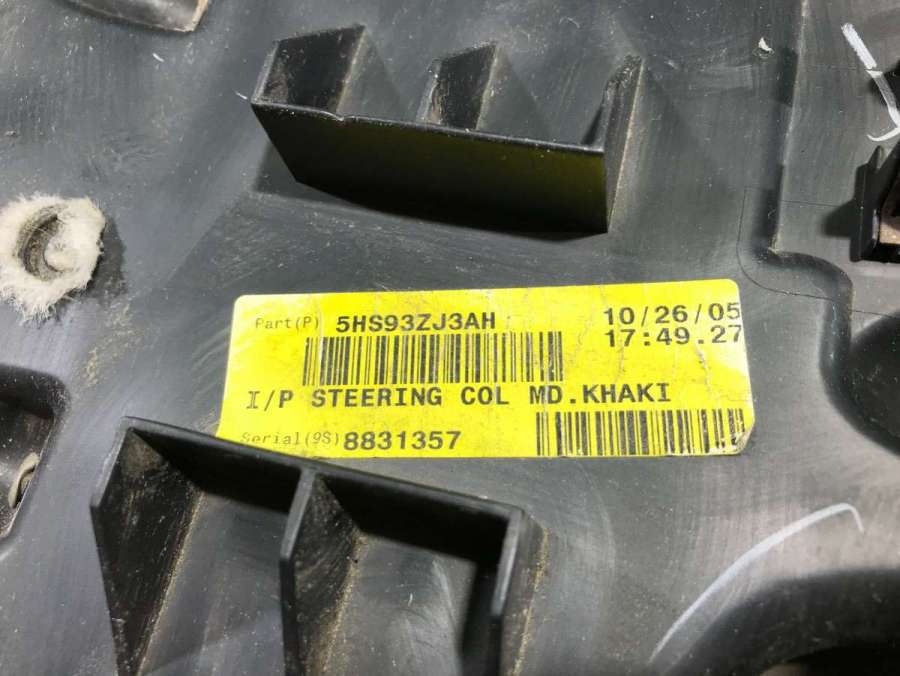 Part(P) 5HS93ZJ3AH 10/26/05
17:49.27
I/P STEERING COL MD.KHAKI
Serial(9S) 8831357